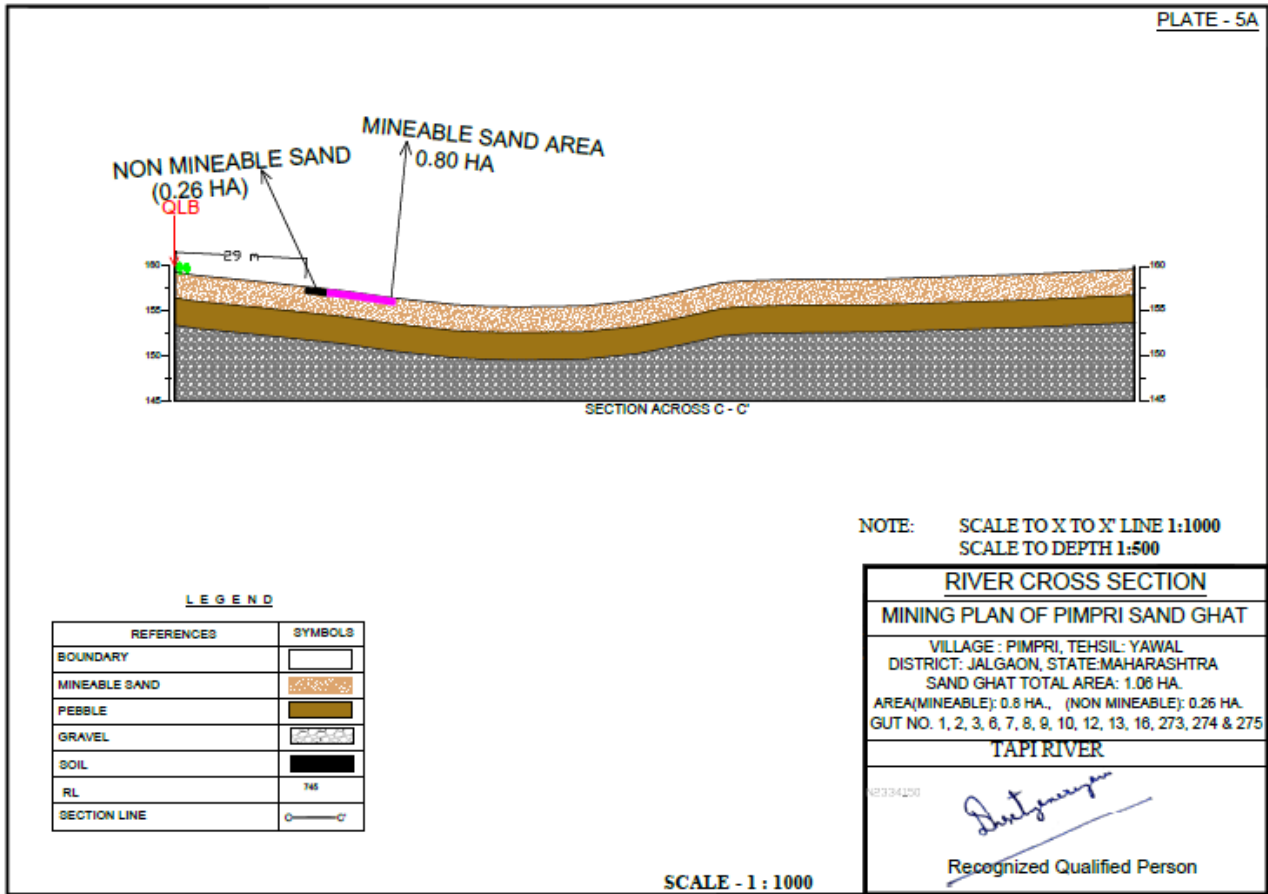 PLATE - 5A
NON MINEABLE SAND
(0.26 HA)
MINEABLE SAND AREA
0.80 HA
QLB
29 m
160
155
150
145
160
155
150
145
SECTION ACROSS C - C'
NOTE: SCALE TO X TO X' LINE 1:1000
SCALE TO DEPTH 1:500
LEGEND
REFERENCES SYMBOLS
BOUNDARY
MINEABLE SAND
PEBBLE
GRAVEL
SOIL
RL 745
SECTION LINE C C'
RIVER CROSS SECTION
MINING PLAN OF PIMPRI SAND GHAT
VILLAGE : PIMPRI, TEHSIL: YAWAL
DISTRICT: JALGAON, STATE:MAHARASHTRA
SAND GHAT TOTAL AREA: 1.06 HA.
AREA(MINEABLE): 0.8 HA., (NON MINEABLE): 0.26 HA.
GUT NO. 1, 2, 3, 6, 7, 8, 9, 10, 12, 13, 16, 273, 274 & 275
TAPI RIVER
N2334150
Recognized Qualified Person
SCALE - 1 : 1000